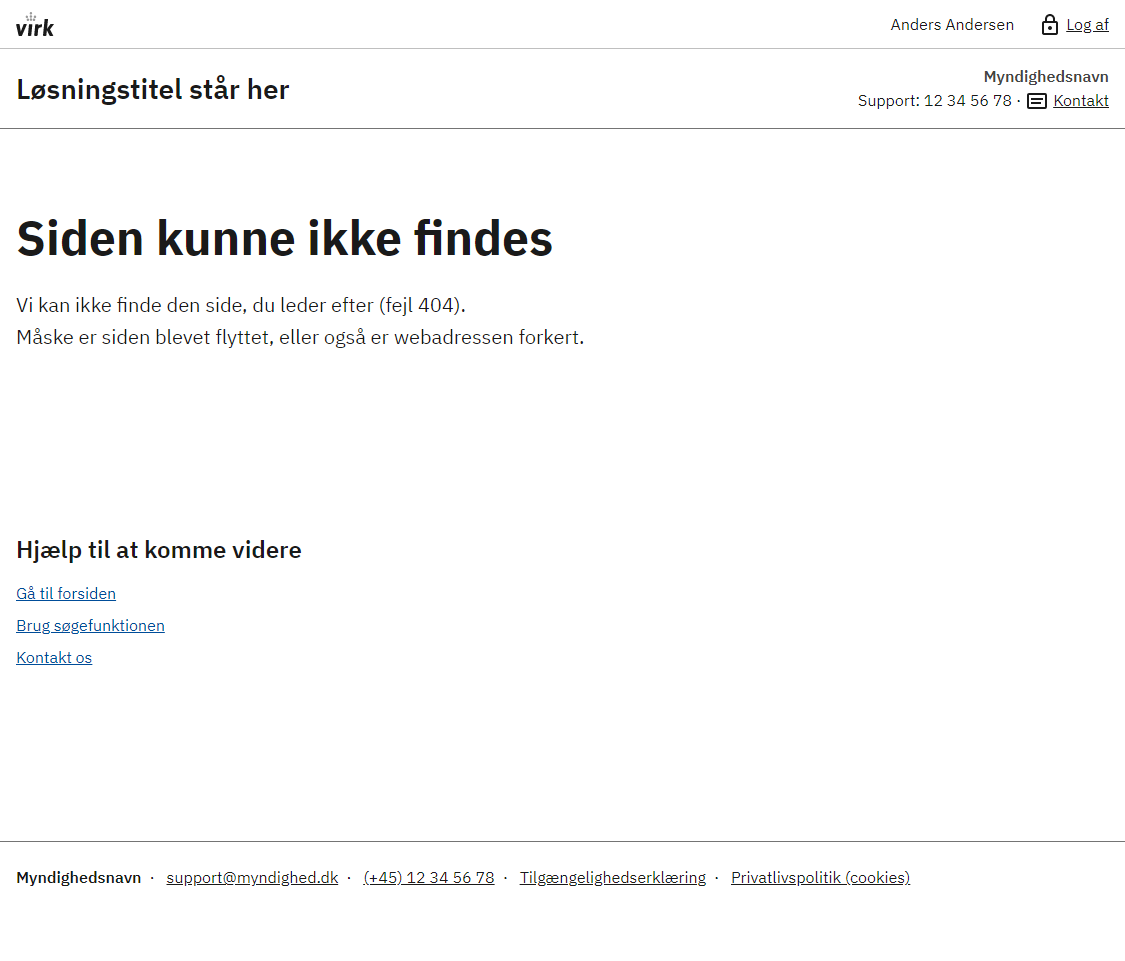 virk
Anders Andersen Log af
Løsningstitel står her
Myndighedsnavn
Support: 12 34 56 78 · Kontakt
Siden kunne ikke findes
Vi kan ikke finde den side, du leder efter (fejl 404).
Måske er siden blevet flyttet, eller også er webadressen forkert.
Hjælp til at komme videre
Gå til forsiden
Brug søgefunktionen
Kontakt os
Myndighedsnavn · support@myndighed.dk · (+45) 12 34 56 78 · Tilgængelighedserklæring · Privatlivspolitik (cookies)